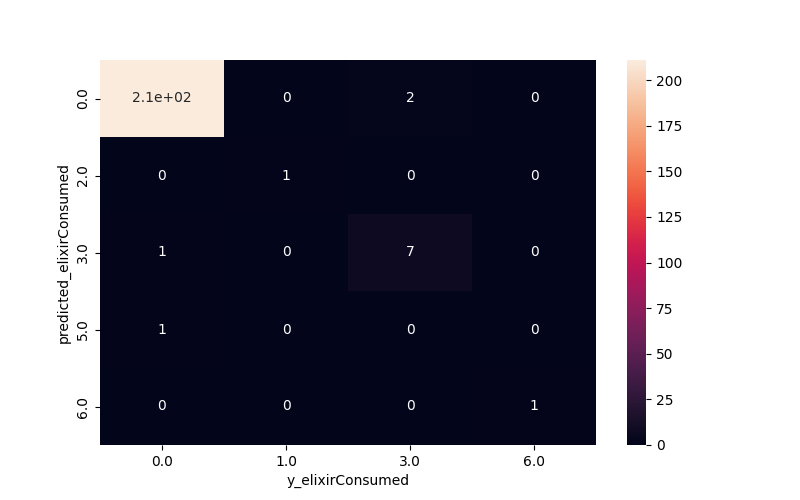 0.0 2.1e+02 0 2 0
2.0 0 1 0 0
3.0 1 0 7 0
5.0 1 0 0 0
6.0 0 0 0 1
0.0 1.0 3.0 6.0
y_elixirConsumed
predicted_elixirConsumed
200
175
150
125
100
75
50
25
0